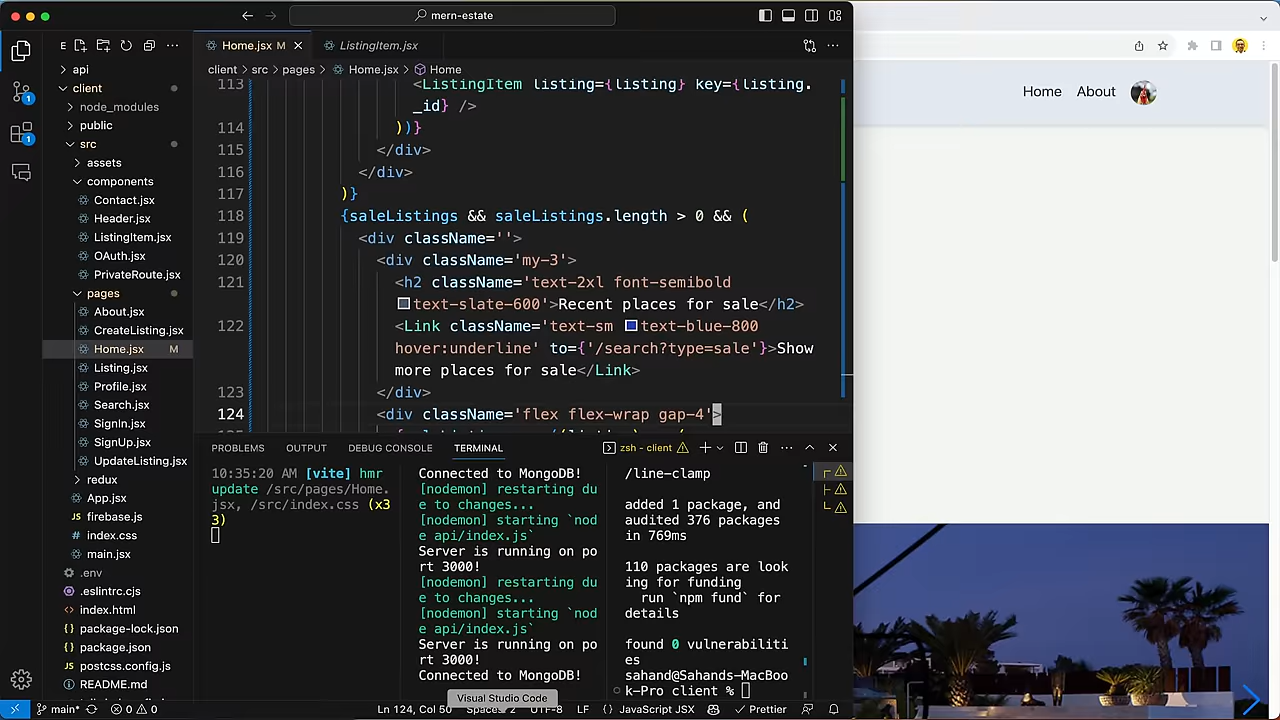 mern-estate
E
Home.jsx M
ListingItem.jsx
client > src > pages > Home.jsx > Home
api
client
node_modules
public
src
assets
components
Contact.jsx
Header.jsx
ListingItem.jsx
OAuth.jsx
PrivateRoute.jsx
pages
About.jsx
CreateListing.jsx
Home.jsx M
Listing.jsx
Profile.jsx
Search.jsx
SignIn.jsx
SignUp.jsx
UpdateListing.jsx
redux
App.jsx
JS firebase.js
# index.css
main.jsx
.env
.eslintrc.cjs
<> index.html
{} package-lock.json
{} package.json
postcss.config.js
README.md
113 <ListingItem listing={listing} key={listing.
_id} />
114 ))}
115 </div>
116 </div>
117 )}
118 {saleListings && saleListings.length > 0 && (
119 <div className=''>
120 <div className='my-3'>
121 <h2 className='text-2xl font-semibold
text-slate-600'>Recent places for sale</h2>
122 <Link className='text-sm text-blue-800
hover:underline' to={'/search?type=sale'}>Show
more places for sale</Link>
123 </div>
124 <div className='flex flex-wrap gap-4'>
PROBLEMS OUTPUT DEBUG CONSOLE TERMINAL
zsh - client
10:35:20 AM [vite] hmr
update /src/pages/Home.
jsx, /src/index.css (x3
3)
Connected to MongoDB!
[nodemon] restarting du
e to changes...
[nodemon] starting `nod
e api/index.js`
Server is running on po
rt 3000!
[nodemon] restarting du
e to changes...
[nodemon] starting `nod
e api/index.js`
Server is running on po
rt 3000!
Connected to MongoDB!
/line-clamp
added 1 package, and
audited 376 packages
in 769ms
110 packages are loo
king for funding
run `npm fund` for
details
found 0 vulnerabiliti
es
sahand@Sahands-MacBoo
k-Pro client %
Visual Studio Code
main* 0 0 Ln 124, Col 50 Spaces: 2 UTF-8 LF {} JavaScript JSX Prettier
Home About